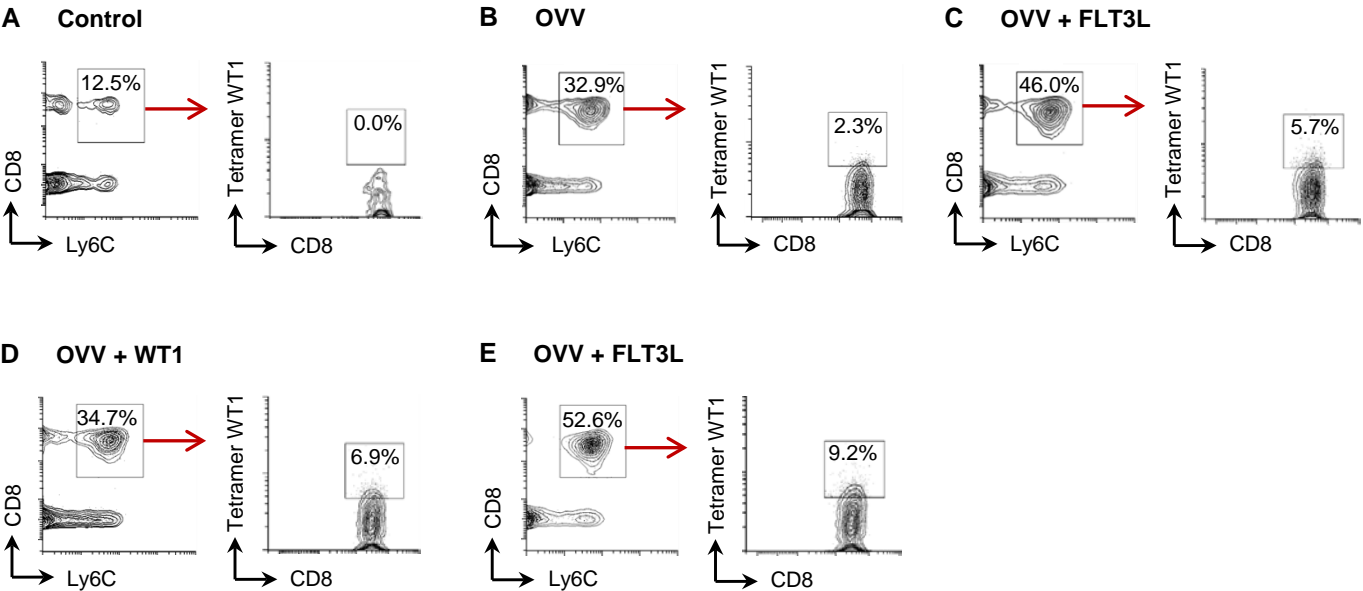 A Control
12.5%
CD8
Ly6C
Tetramer WT1
0.0%
CD8
B OVV
32.9%
CD8
Ly6C
Tetramer WT1
2.3%
CD8
C OVV + FLT3L
46.0%
CD8
Ly6C
Tetramer WT1
5.7%
CD8
D OVV + WT1
34.7%
CD8
Ly6C
Tetramer WT1
6.9%
CD8
E OVV + FLT3L
52.6%
CD8
Ly6C
Tetramer WT1
9.2%
CD8